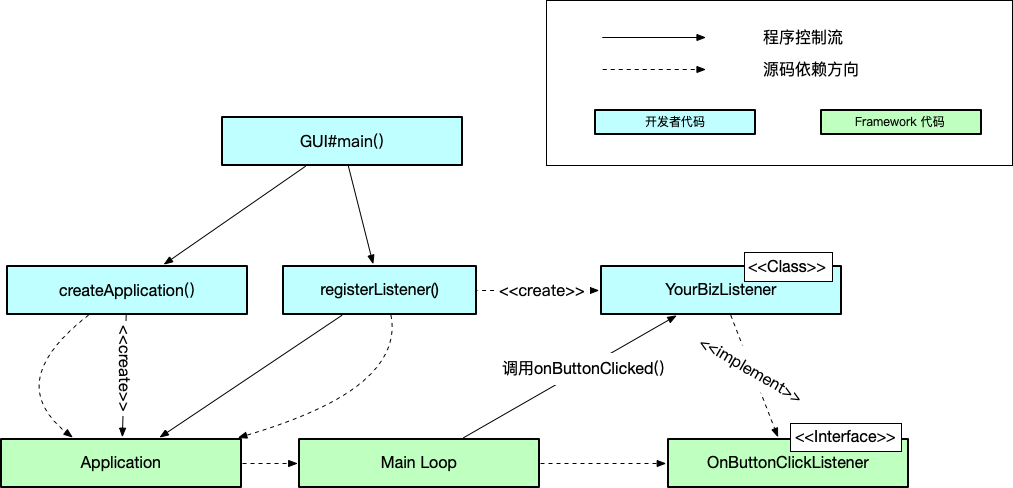 程序控制流
源码依赖方向
开发者代码
Framework 代码
GUI#main()
<<Class>>
createApplication()
registerListener()
<<create>>
YourBizListener
<<create>>
调用onButtonClicked()
<<implement>>
<<Interface>>
Application
Main Loop
OnButtonClickListener